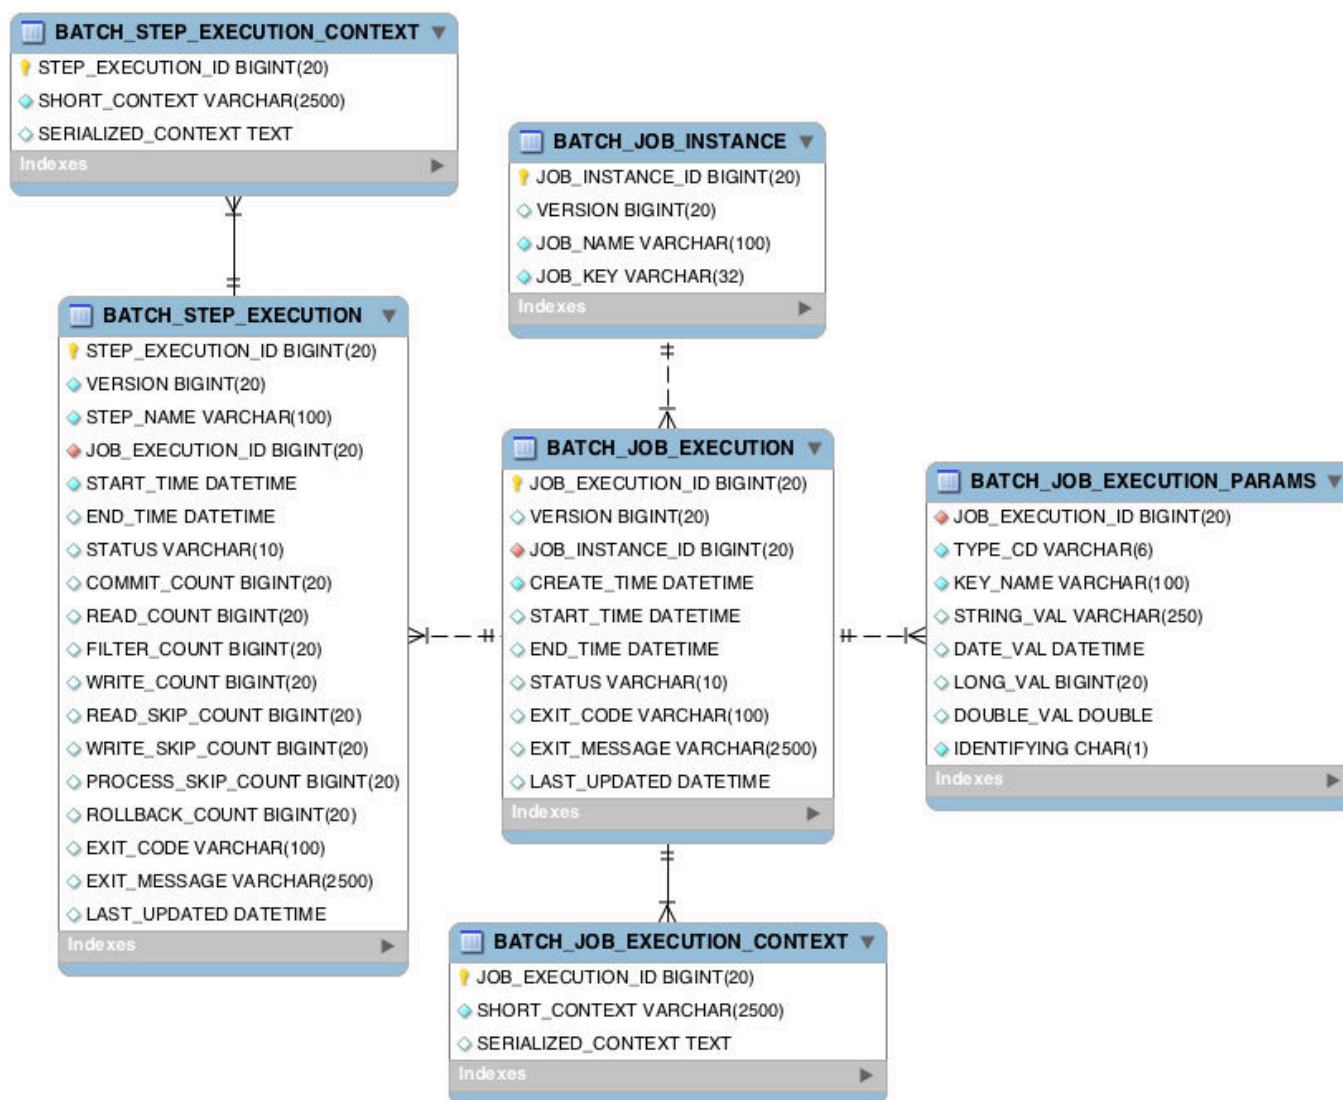 BATCH_STEP_EXECUTION_CONTEXT
STEP_EXECUTION_ID BIGINT(20)
SHORT_CONTEXT VARCHAR(2500)
SERIALIZED_CONTEXT TEXT
Indexes
BATCH_JOB_INSTANCE
JOB_INSTANCE_ID BIGINT(20)
VERSION BIGINT(20)
JOB_NAME VARCHAR(100)
JOB_KEY VARCHAR(32)
Indexes
BATCH_STEP_EXECUTION
STEP_EXECUTION_ID BIGINT(20)
VERSION BIGINT(20)
STEP_NAME VARCHAR(100)
JOB_EXECUTION_ID BIGINT(20)
START_TIME DATETIME
END_TIME DATETIME
STATUS VARCHAR(10)
COMMIT_COUNT BIGINT(20)
READ_COUNT BIGINT(20)
FILTER_COUNT BIGINT(20)
WRITE_COUNT BIGINT(20)
READ_SKIP_COUNT BIGINT(20)
WRITE_SKIP_COUNT BIGINT(20)
PROCESS_SKIP_COUNT BIGINT(20)
ROLLBACK_COUNT BIGINT(20)
EXIT_CODE VARCHAR(100)
EXIT_MESSAGE VARCHAR(2500)
LAST_UPDATED DATETIME
Indexes
BATCH_JOB_EXECUTION
JOB_EXECUTION_ID BIGINT(20)
VERSION BIGINT(20)
JOB_INSTANCE_ID BIGINT(20)
CREATE_TIME DATETIME
START_TIME DATETIME
END_TIME DATETIME
STATUS VARCHAR(10)
EXIT_CODE VARCHAR(100)
EXIT_MESSAGE VARCHAR(2500)
LAST_UPDATED DATETIME
Indexes
BATCH_JOB_EXECUTION_PARAMS
JOB_EXECUTION_ID BIGINT(20)
TYPE_CD VARCHAR(6)
KEY_NAME VARCHAR(100)
STRING_VAL VARCHAR(250)
DATE_VAL DATETIME
LONG_VAL BIGINT(20)
DOUBLE_VAL DOUBLE
IDENTIFYING CHAR(1)
Indexes
BATCH_JOB_EXECUTION_CONTEXT
JOB_EXECUTION_ID BIGINT(20)
SHORT_CONTEXT VARCHAR(2500)
SERIALIZED_CONTEXT TEXT
Indexes